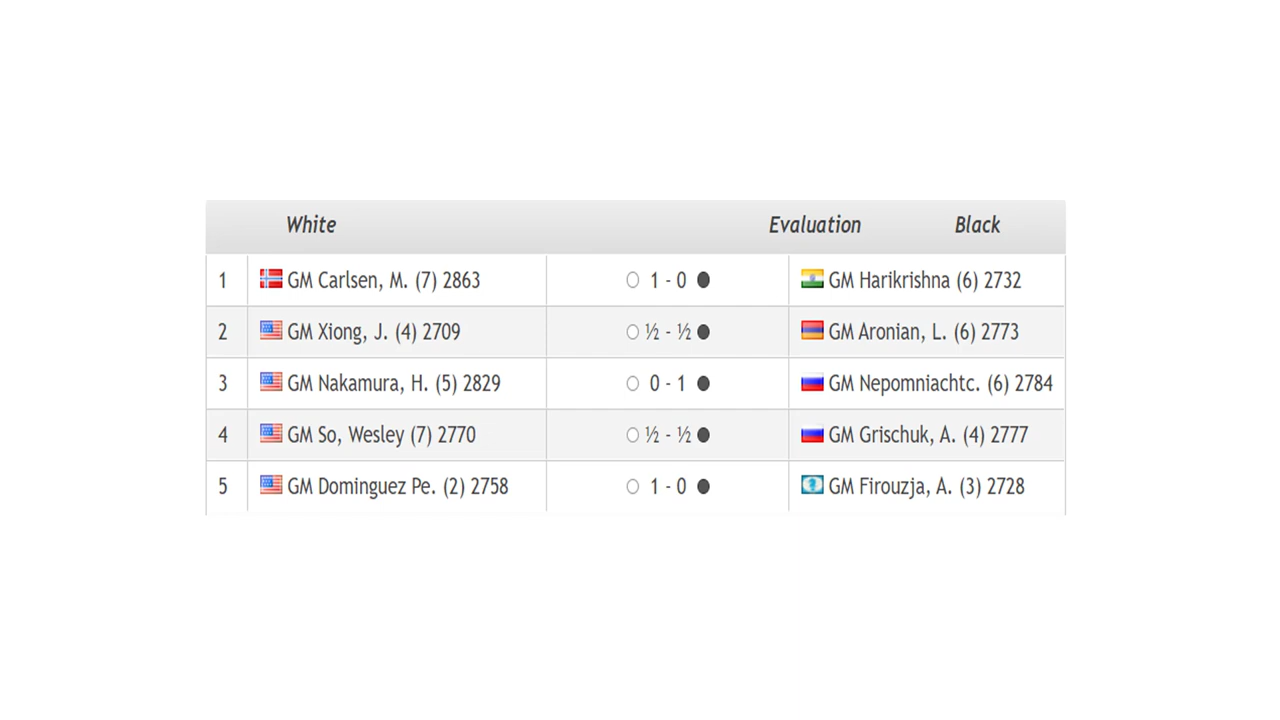 White Evaluation Black
1 GM Carlsen, M. (7) 2863 1 - 0 GM Harikrishna (6) 2732
2 GM Xiong, J. (4) 2709 ½ - ½ GM Aronian, L. (6) 2773
3 GM Nakamura, H. (5) 2829 0 - 1 GM Nepomniachtc. (6) 2784
4 GM So, Wesley (7) 2770 ½ - ½ GM Grischuk, A. (4) 2777
5 GM Dominguez Pe. (2) 2758 1 - 0 GM Firouzja, A. (3) 2728